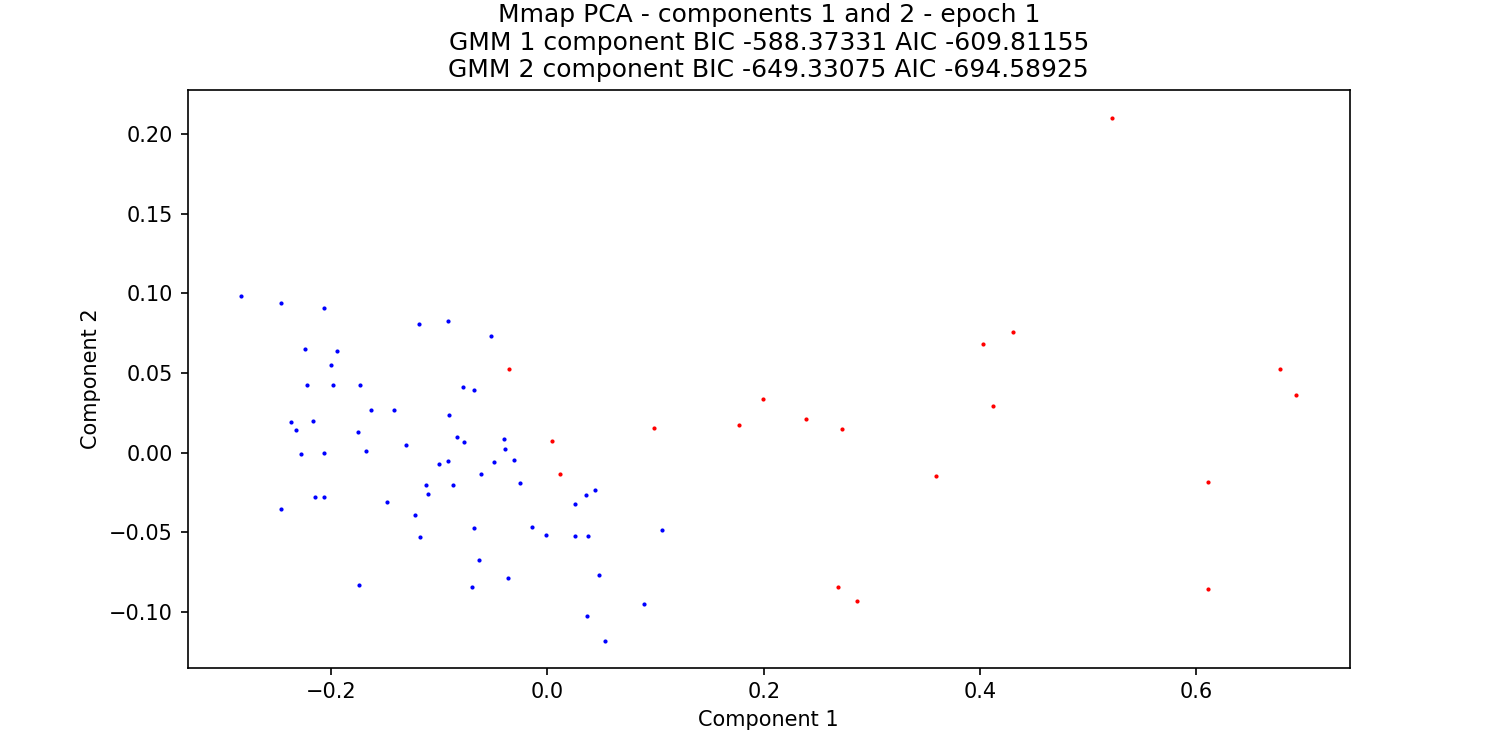 Mmap PCA - components 1 and 2 - epoch 1
GMM 1 component BIC -588.37331 AIC -609.81155
GMM 2 component BIC -649.33075 AIC -694.58925
0.20
0.15
0.10
0.05
0.00
−0.05
−0.10
Component 2
−0.2
0.0
0.2
0.4
0.6
Component 1